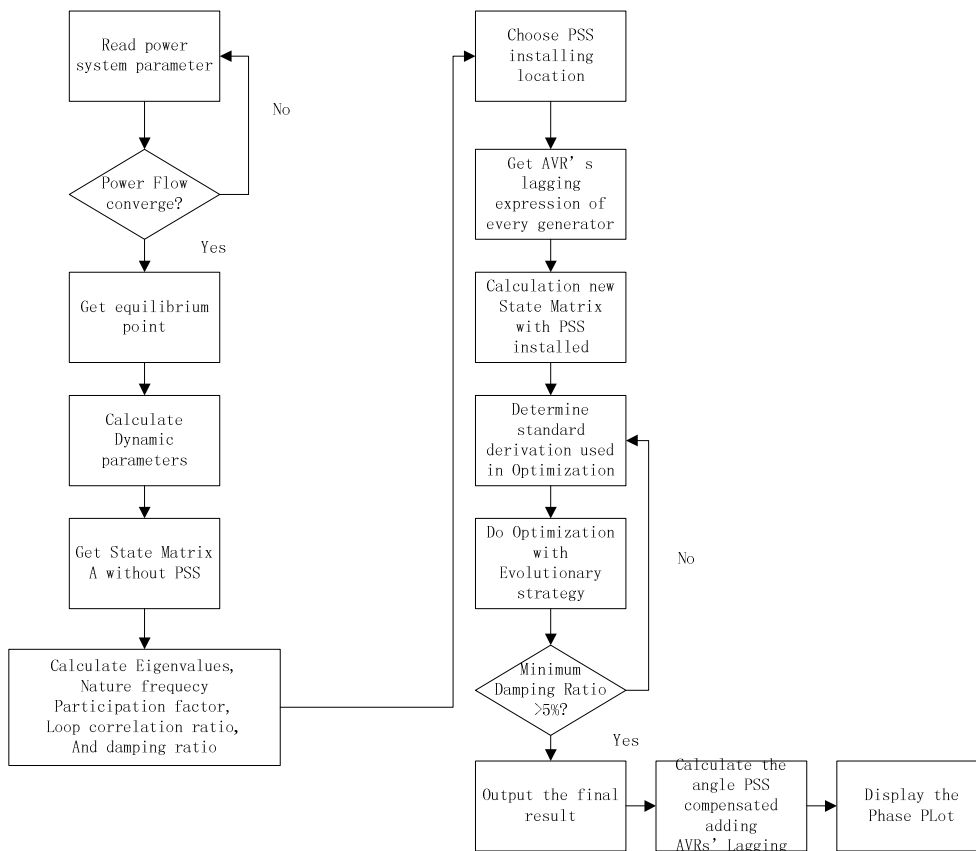 Read power
system parameter
No
Power Flow
converge?
Yes
Get equilibrium
point
Calculate
Dynamic
parameters
Get State Matrix
A without PSS
Calculate Eigenvalues,
Nature frequecy
Participation factor,
Loop correlation ratio,
And damping ratio
Choose PSS
installing
location
Get AVR's
lagging
expression of
every generator
Calculation new
State Matrix
with PSS
installed
Determine
standard
derivation used
in Optimization
Do Optimization
with
Evolutionary
strategy
No
Minimum
Damping Ratio
>5%?
Yes
Output the final
result
Calculate the
angle PSS
compensated
adding
AVRs' Lagging
Display the
Phase PLot